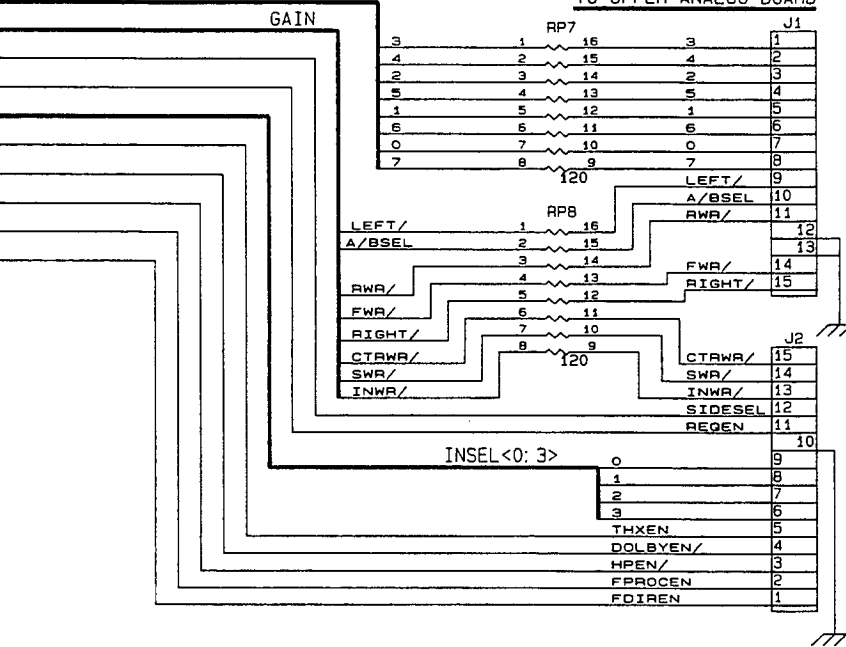 TO UPPER ANALOG BOARD
GAIN
RP7
J1
3 1 16 3 1
4 2 15 4 2
2 3 14 2 3
5 4 13 5 4
1 5 12 1 5
6 6 11 6 6
0 7 10 0 7
7 8 9 7 8
120
LEFT/ 9
A/BSEL 10
RP8
RWR/ 11
LEFT/ 1 16 12
A/BSEL 2 15 13
3 14 FWR/ 14
RWR/ 4 13 RIGHT/ 15
FWR/ 5 12
RIGHT/ 6 11
7 10 J2
CTRWR/ 8 9 CTRWR/ 15
120
SWR/ SWR/ 14
INWR/ INWR/ 13
SIDESEL 12
REQEN 11
10
INSEL<0:3> 0 9
1 8
2 7
3 6
THXEN 5
DOLBYEN/ 4
HPEN/ 3
FPROCEN 2
FDIREN 1